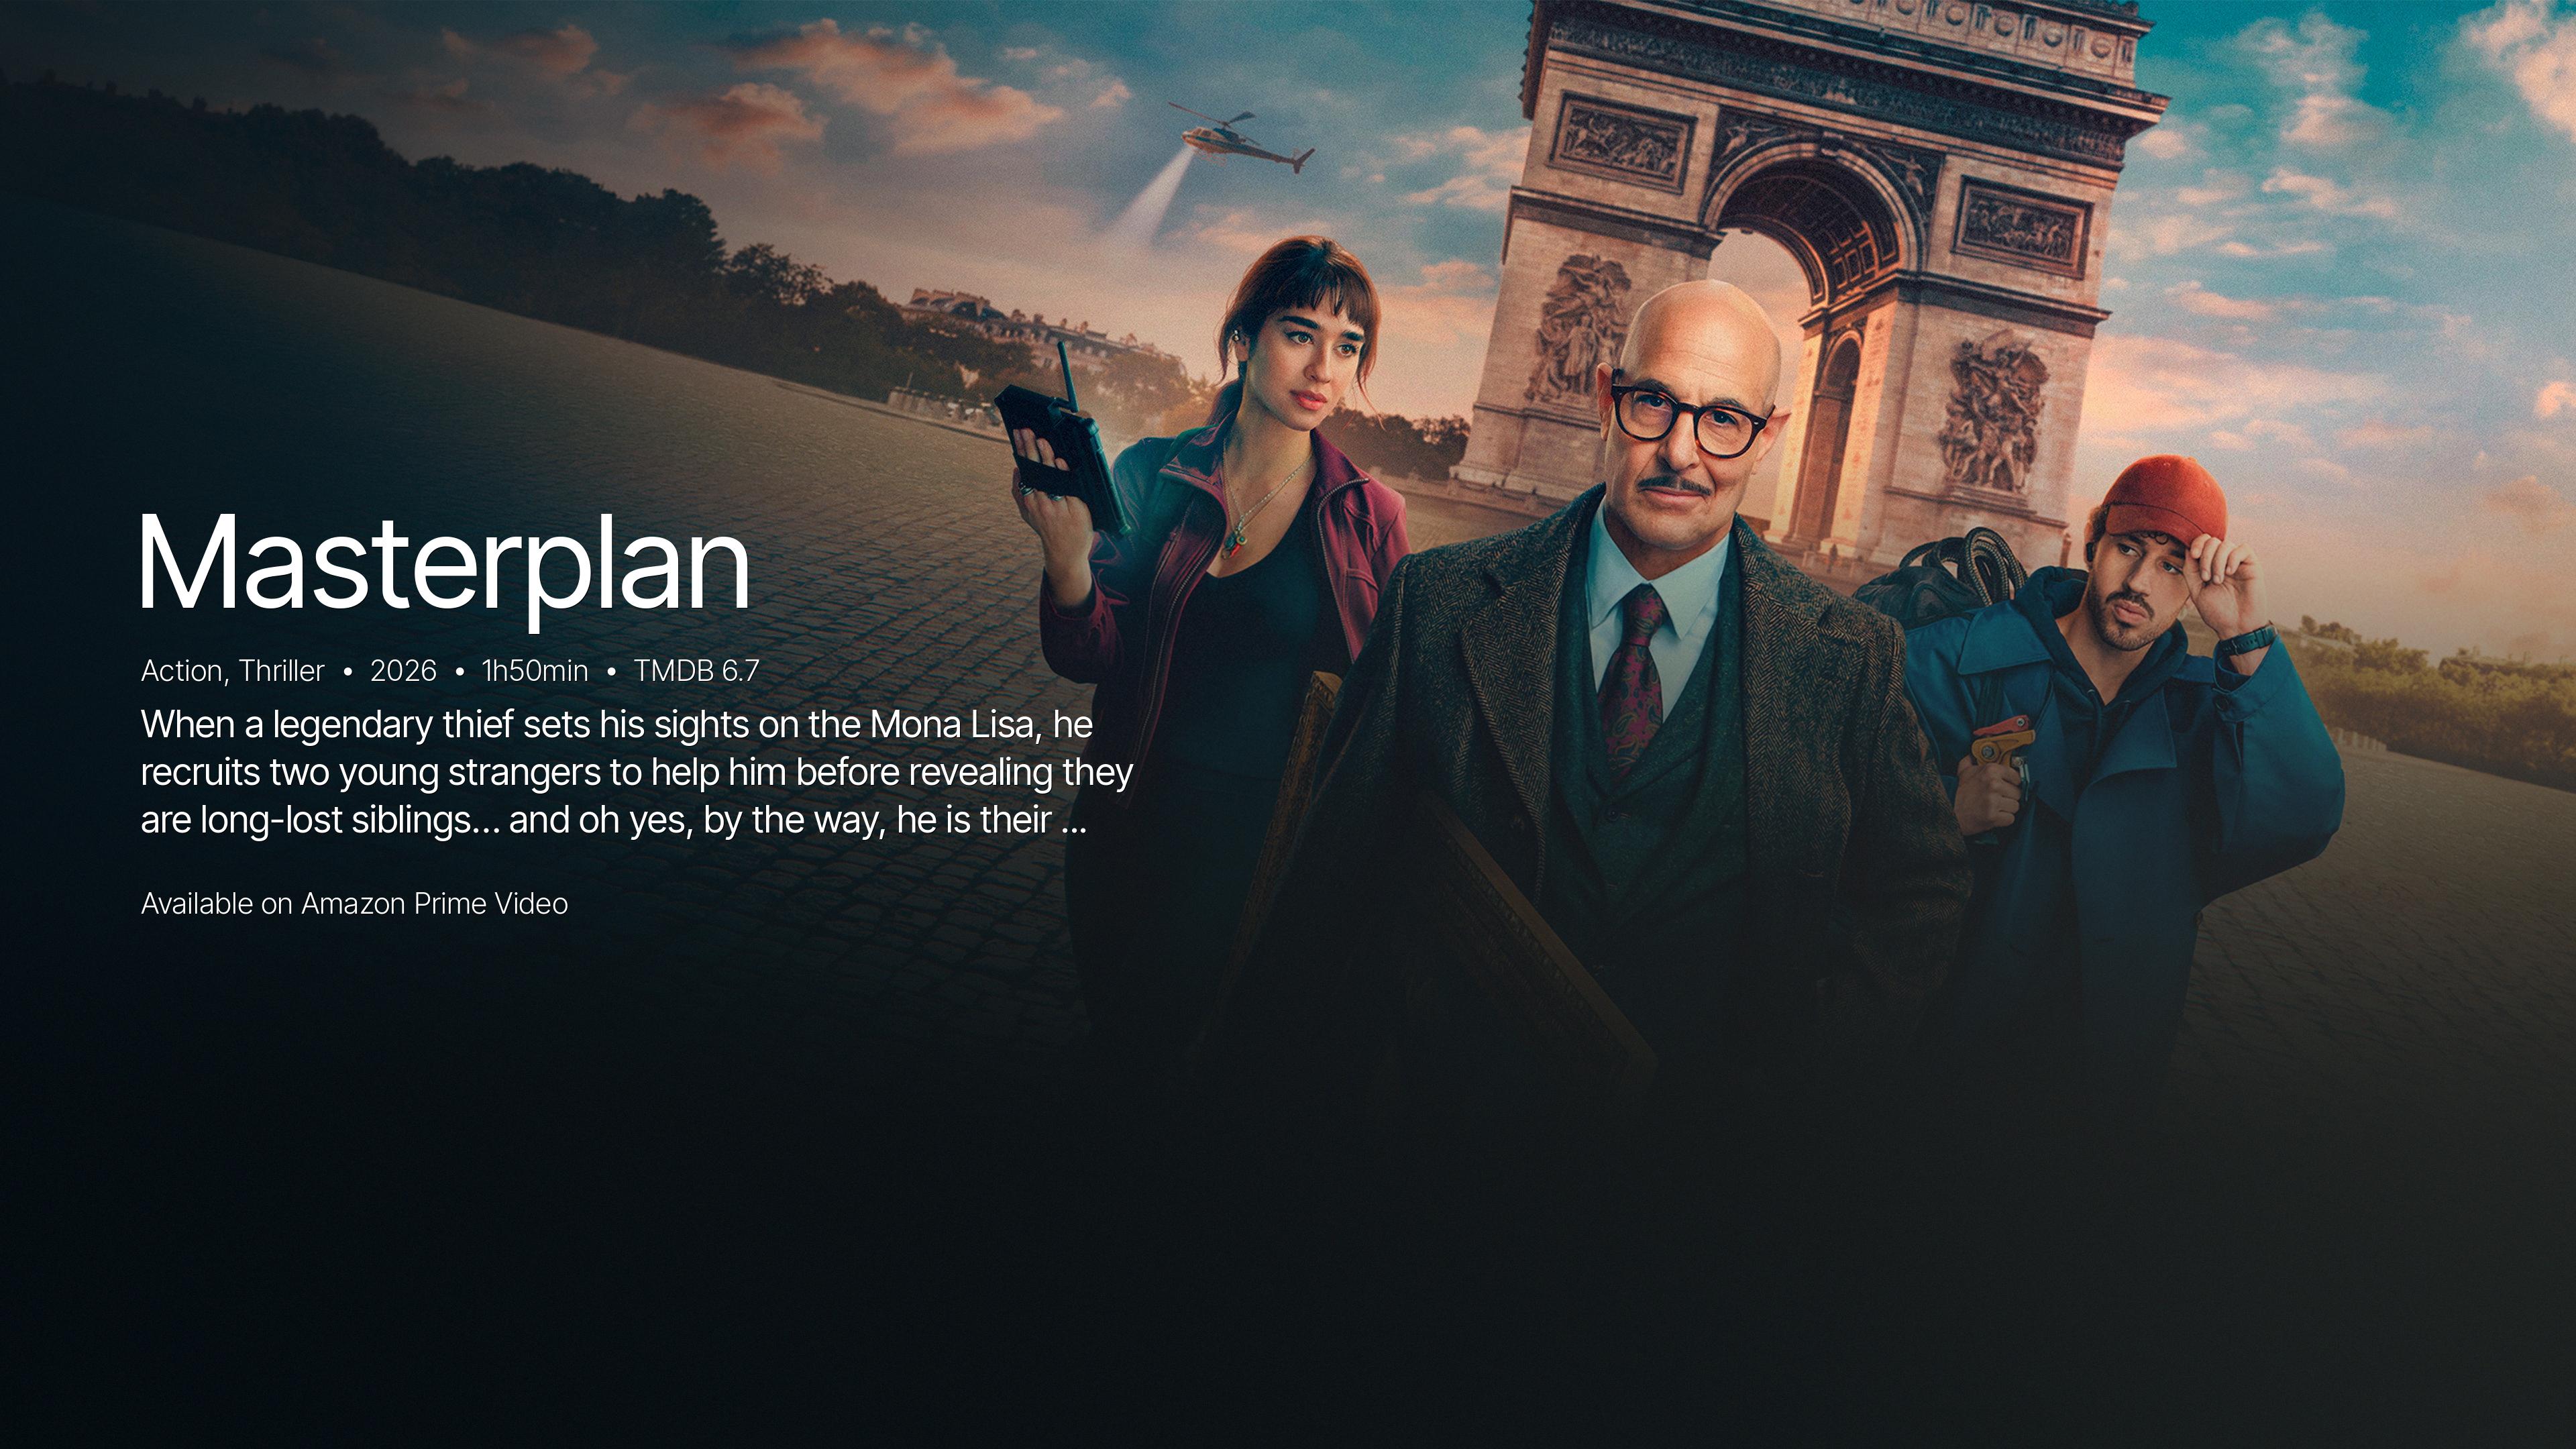 Masterplan
Action, Thriller • 2026 • 1h50min • TMDB 6.7
When a legendary thief sets his sights on the Mona Lisa, he
recruits two young strangers to help him before revealing they
are long-lost siblings... and oh yes, by the way, he is their ...
Available on Amazon Prime Video